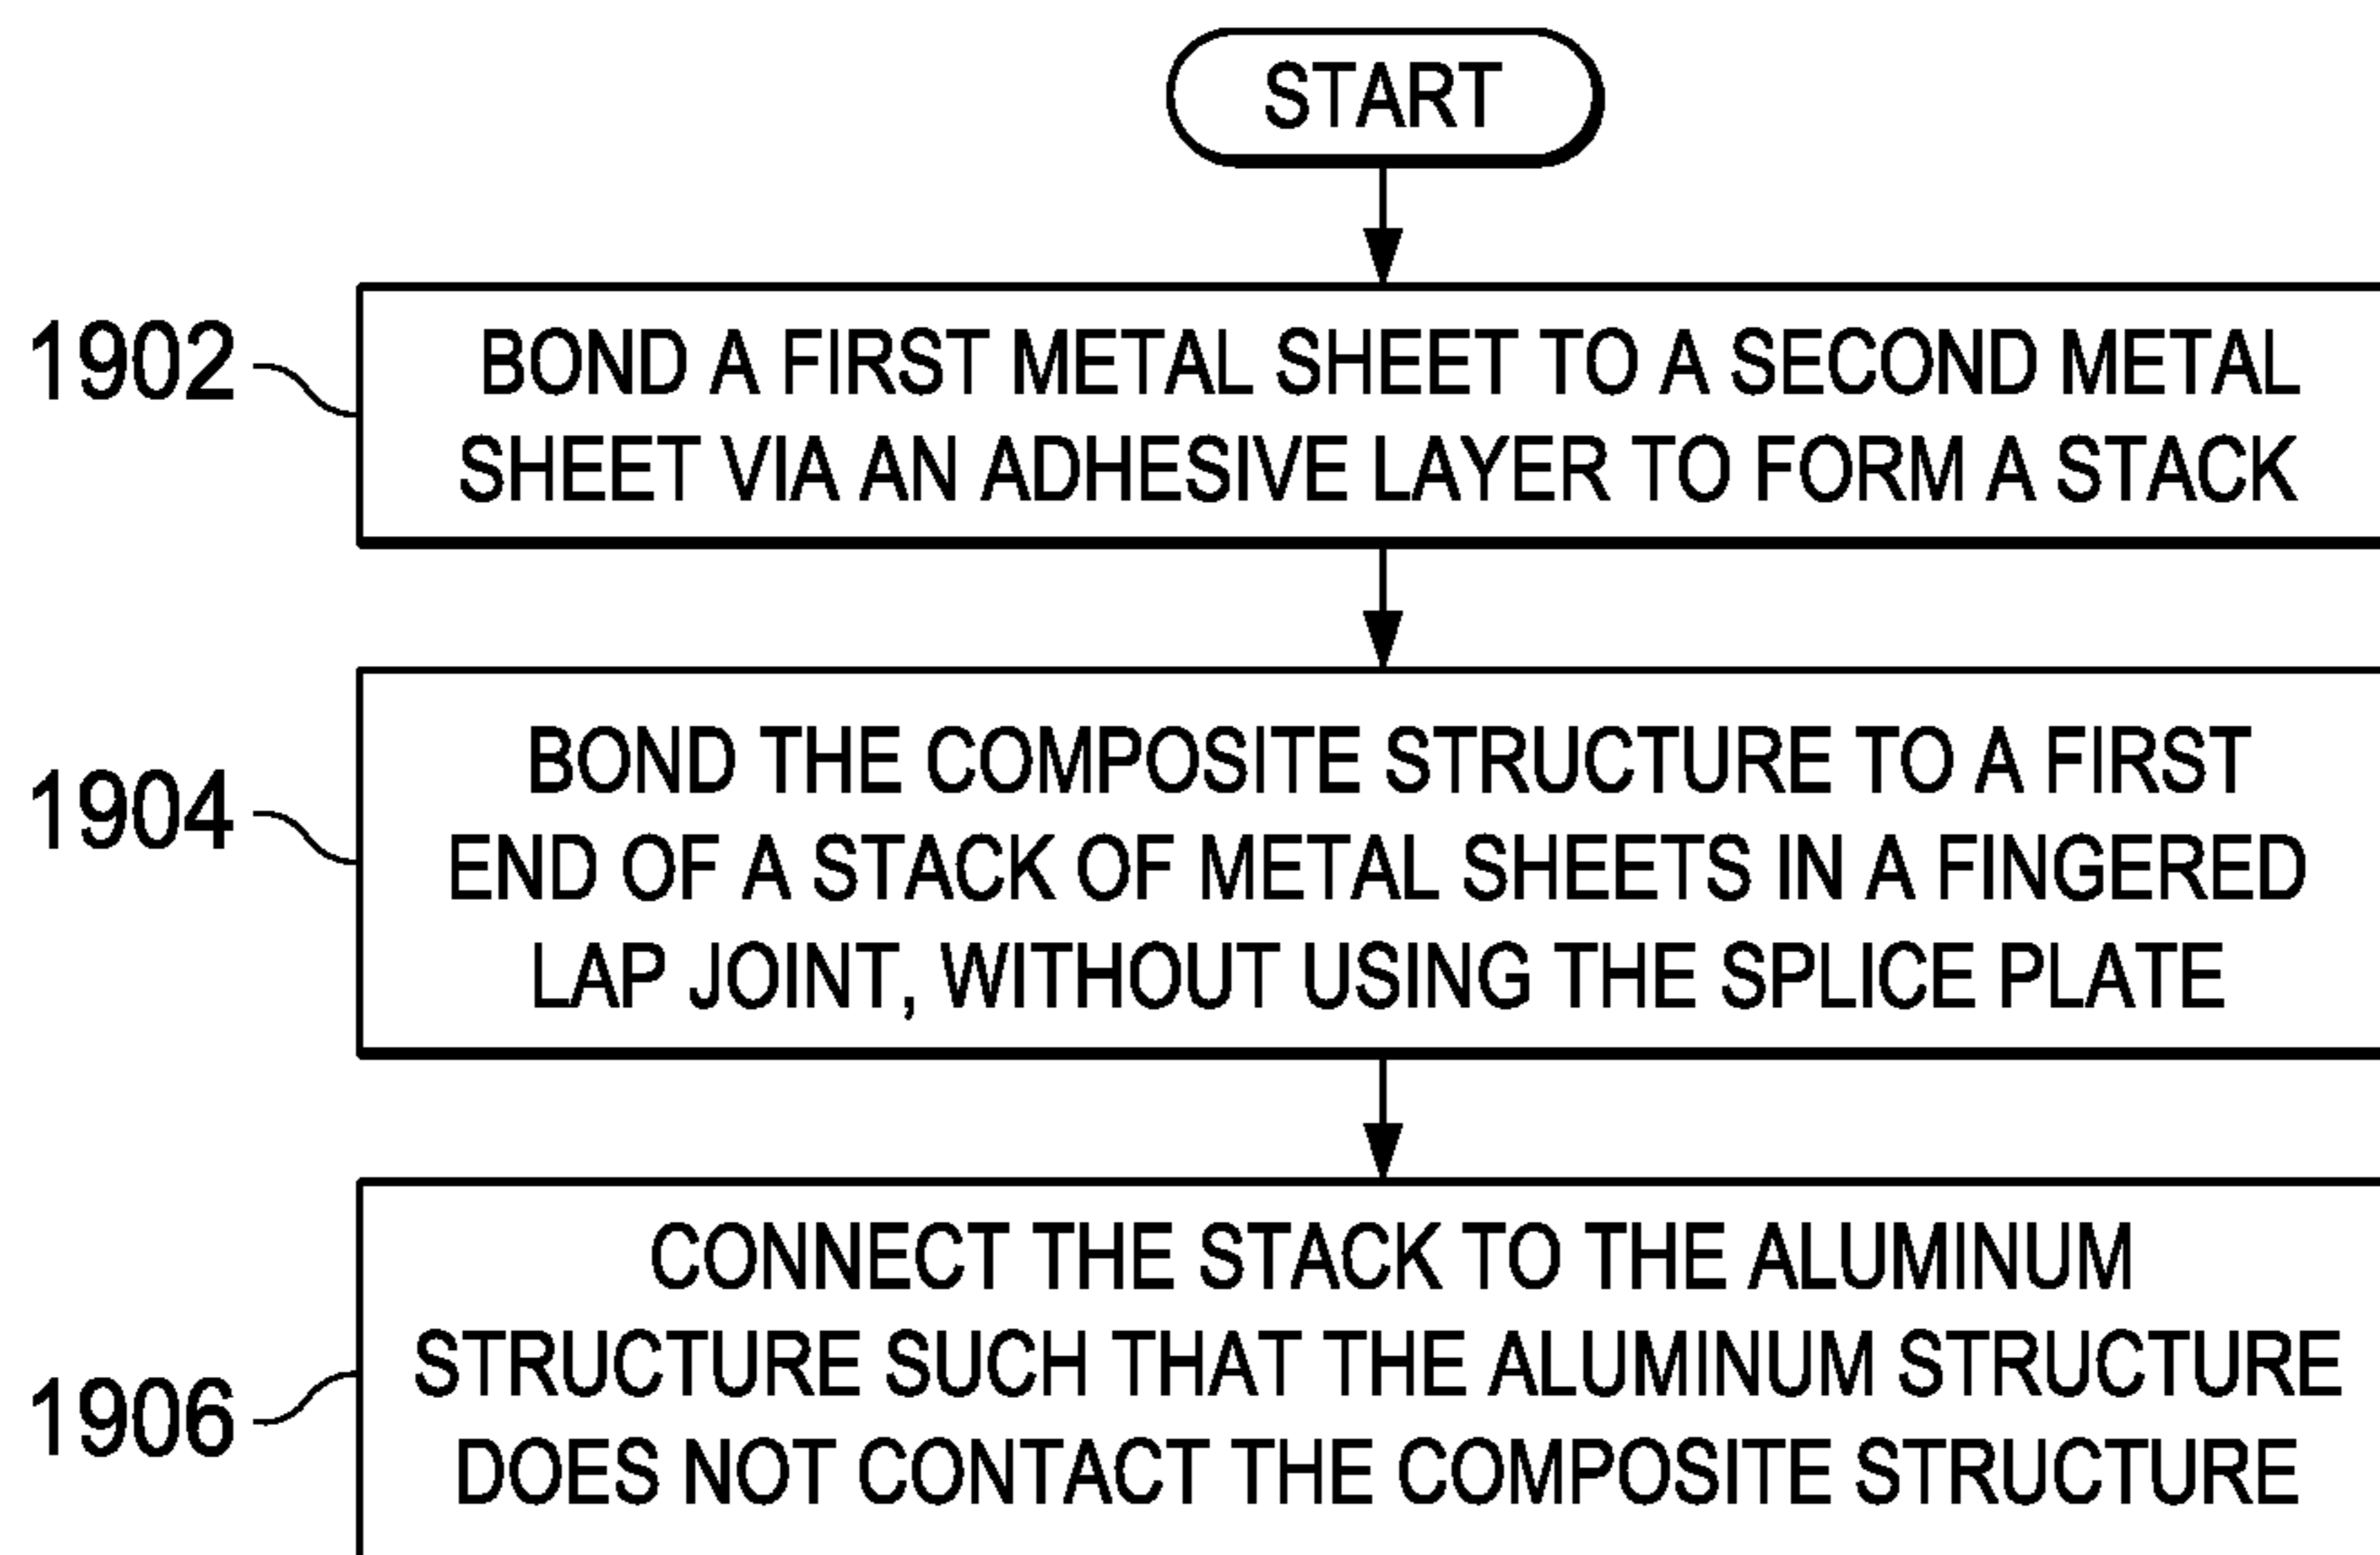 START
1902
BOND A FIRST METAL SHEET TO A SECOND METAL
SHEET VIA AN ADHESIVE LAYER TO FORM A STACK
1904
BOND THE COMPOSITE STRUCTURE TO A FIRST
END OF A STACK OF METAL SHEETS IN A FINGERED
LAP JOINT, WITHOUT USING THE SPLICE PLATE
1906
CONNECT THE STACK TO THE ALUMINUM
STRUCTURE SUCH THAT THE ALUMINUM STRUCTURE
DOES NOT CONTACT THE COMPOSITE STRUCTURE